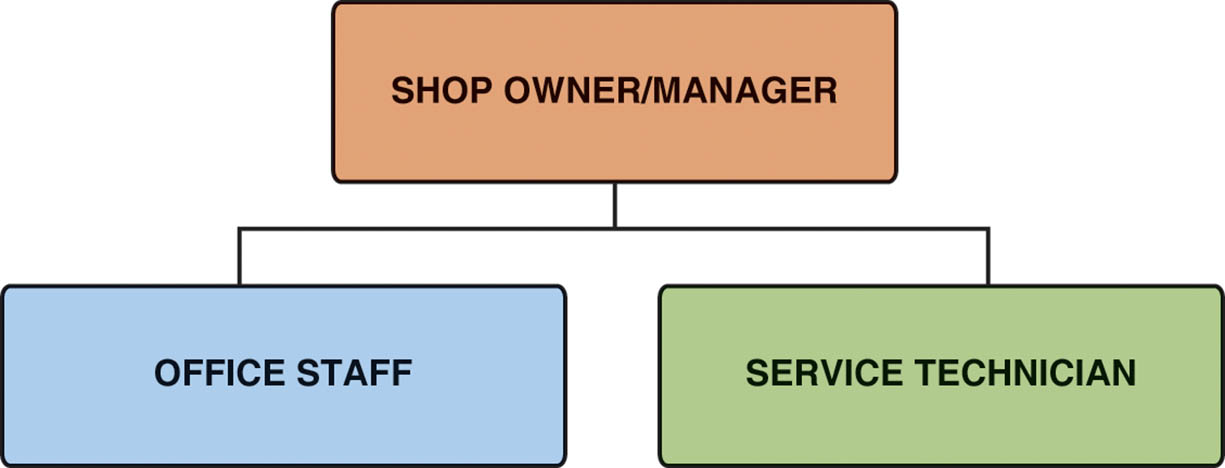 SHOP OWNER/MANAGER
OFFICE STAFF
SERVICE TECHNICIAN